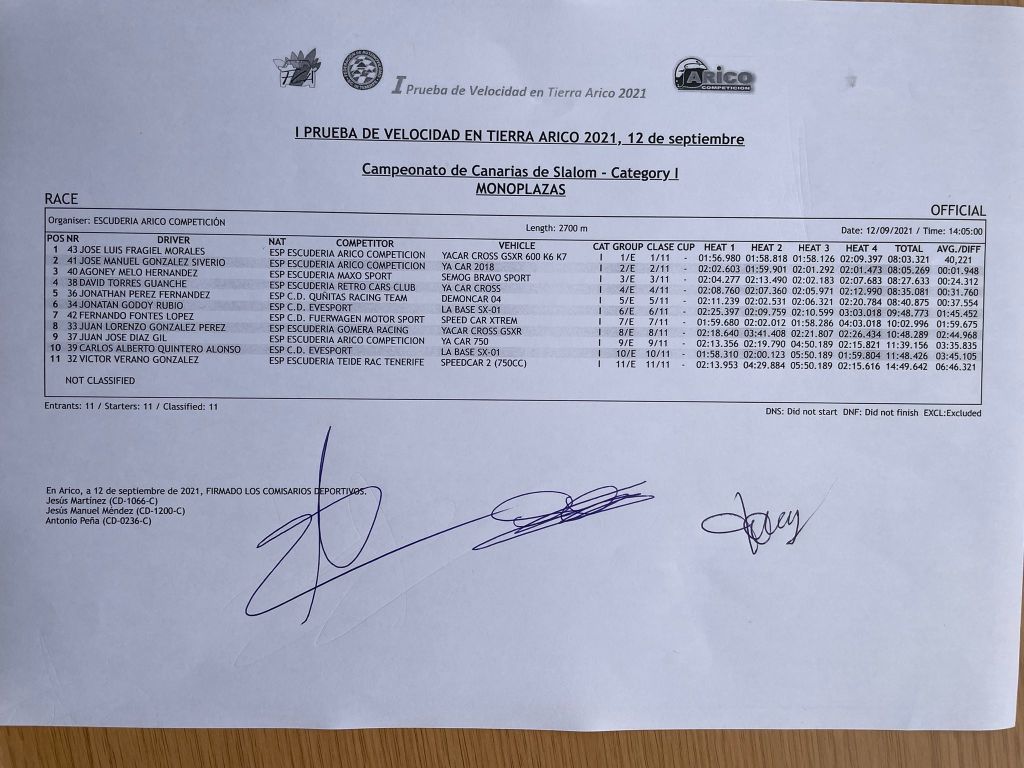 FCA
I Prueba de Velocidad en Tierra Arico 2021
ARICO
COMPETICION
I PRUEBA DE VELOCIDAD EN TIERRA ARICO 2021, 12 de septiembre
Campeonato de Canarias de Slalom - Category I
MONOPLAZAS
RACE OFFICIAL
Organiser: ESCUDERIA ARICO COMPETICIÓN Length: 2700 m Date: 12/09/2021 / Time: 14:05:00
POS NR DRIVER NAT COMPETITOR VEHICLE CAT GROUP CLASE CUP HEAT 1 HEAT 2 HEAT 3 HEAT 4 TOTAL AVG./DIFF
1 43 JOSE LUIS FRAGIEL MORALES ESP ESCUDERIA ARICO COMPETICION YACAR CROSS GSXR 600 K6 K7 I 1/E 1/11 - 01:56.980 01:58.818 01:58.126 02:09.397 08:03.321 40,221
2 41 JOSE MANUEL GONZALEZ SIVERIO ESP ESCUDERIA ARICO COMPETICION YA CAR 2018 I 2/E 2/11 - 02:02.603 01:59.901 02:01.292 02:01.473 08:05.269 00:01.948
3 40 AGONEY MELO HERNANDEZ ESP ESCUDERIA MAXO SPORT SEMOG BRAVO SPORT I 3/E 3/11 - 02:04.277 02:13.490 02:02.183 02:07.683 08:27.633 00:24.312
4 38 DAVID TORRES GUANCHE ESP ESCUDERIA RETRO CARS CLUB YA CAR CROSS I 4/E 4/11 - 02:08.760 02:07.360 02:05.971 02:12.990 08:35.081 00:31.760
5 36 JONATHAN PEREZ FERNANDEZ ESP C.D. QUÑITAS RACING TEAM DEMONCAR 04 I 5/E 5/11 - 02:11.239 02:02.531 02:06.321 02:20.784 08:40.875 00:37.554
6 34 JONATAN GODOY RUBIO ESP C.D. EVESPORT LA BASE SX-01 I 6/E 6/11 - 02:25.397 02:09.759 02:10.599 03:03.018 09:48.773 01:45.452
7 42 FERNANDO FONTES LOPEZ ESP C.D. FUERWAGEN MOTOR SPORT SPEED CAR XTREM I 7/E 7/11 - 01:59.680 02:02.012 01:58.286 04:03.018 10:02.996 01:59.675
8 33 JUAN LORENZO GONZALEZ PEREZ ESP ESCUDERIA GOMERA RACING YACAR CROSS GSXR I 8/E 8/11 - 02:18.640 03:41.408 02:21.807 02:26.434 10:48.289 02:44.968
9 37 JUAN JOSE DIAZ GIL ESP ESCUDERIA ARICO COMPETICION YA CAR 750 I 9/E 9/11 - 02:13.356 02:19.790 04:50.189 02:15.821 11:39.156 03:35.835
10 39 CARLOS ALBERTO QUINTERO ALONSO ESP C.D. EVESPORT LA BASE SX-01 I 10/E 10/11 - 01:58.310 02:00.123 05:50.189 01:59.804 11:48.426 03:45.105
11 32 VICTOR VERANO GONZALEZ ESP ESCUDERIA TEIDE RAC TENERIFE SPEEDCAR 2 (750CC) I 11/E 11/11 - 02:13.953 04:29.884 05:50.189 02:15.616 14:49.642 06:46.321
NOT CLASSIFIED
Entrants: 11 / Starters: 11 / Classified: 11 DNS: Did not start DNF: Did not finish EXCL:Excluded
En Arico, a 12 de septiembre de 2021, FIRMADO LOS COMISARIOS DEPORTIVOS.
Jesús Martínez (CD-1066-C)
Jesús Manuel Méndez (CD-1200-C)
Antonio Peña (CD-0236-C)